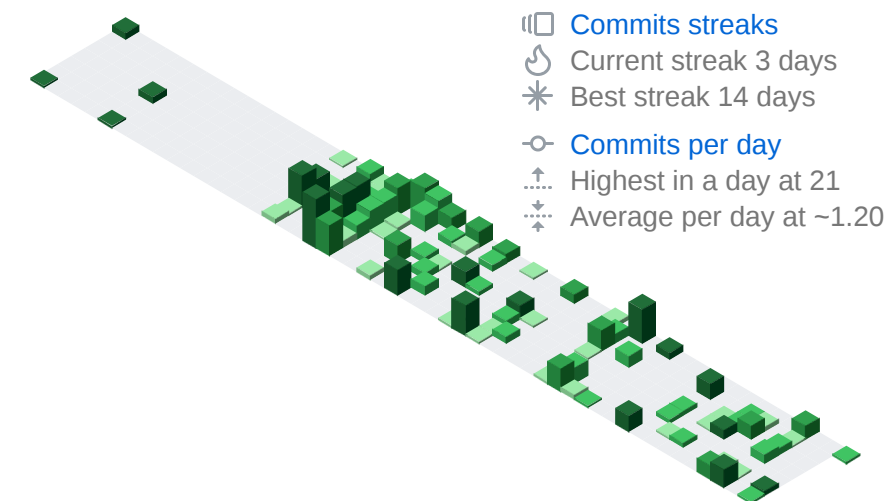 Commits streaks
Current streak 3 days
Best streak 14 days
Commits per day
Highest in a day at 21
Average per day at ~1.20